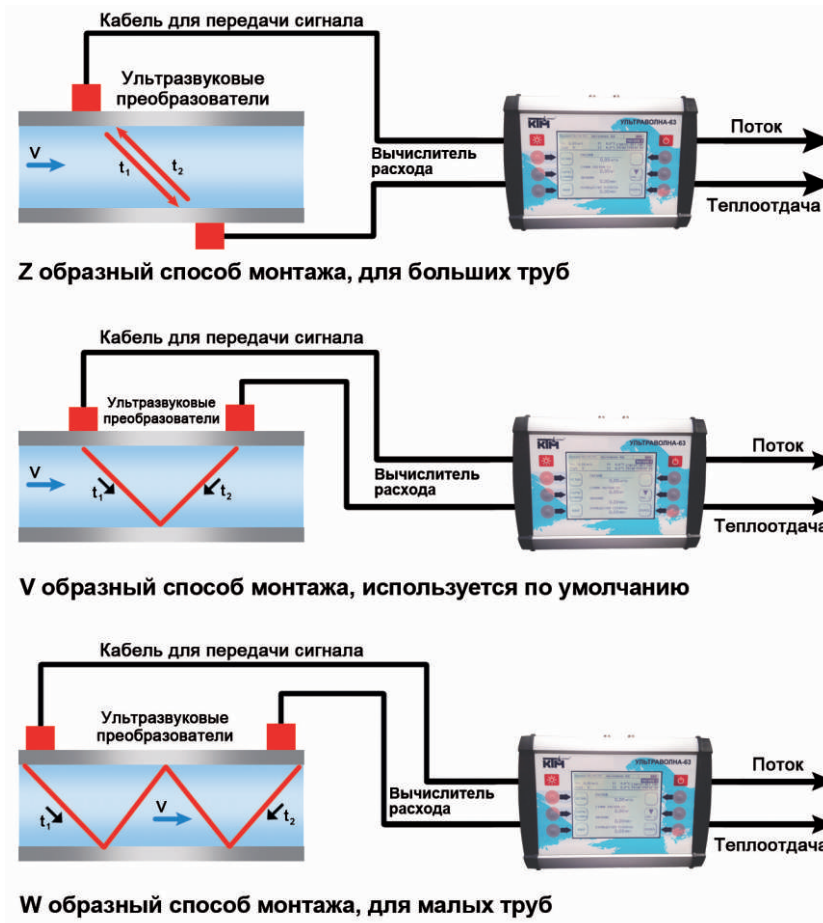 Кабель для передачи сигнала
Ультразвуковые
преобразователи
V
t1
t2
Вычислитель
расхода
КТМ
УЛЬТРАВОЛНА-63
Поток
Теплоотдача
Z образный способ монтажа, для больших труб
Кабель для передачи сигнала
Ультразвуковые
преобразователи
V
t1
t2
Вычислитель
расхода
КТМ
УЛЬТРАВОЛНА-63
Поток
Теплоотдача
V образный способ монтажа, используется по умолчанию
Кабель для передачи сигнала
Ультразвуковые
преобразователи
V
t1
t2
Вычислитель
расхода
КТМ
УЛЬТРАВОЛНА-63
Поток
Теплоотдача
W образный способ монтажа, для малых труб